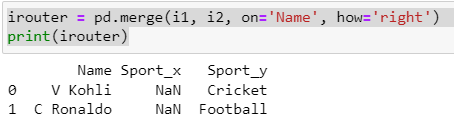 irouter = pd.merge(i1, i2, on='Name', how='right')
print(irouter)
Name Sport_x Sport_y
0 V Kohli NaN Cricket
1 C Ronaldo NaN Football